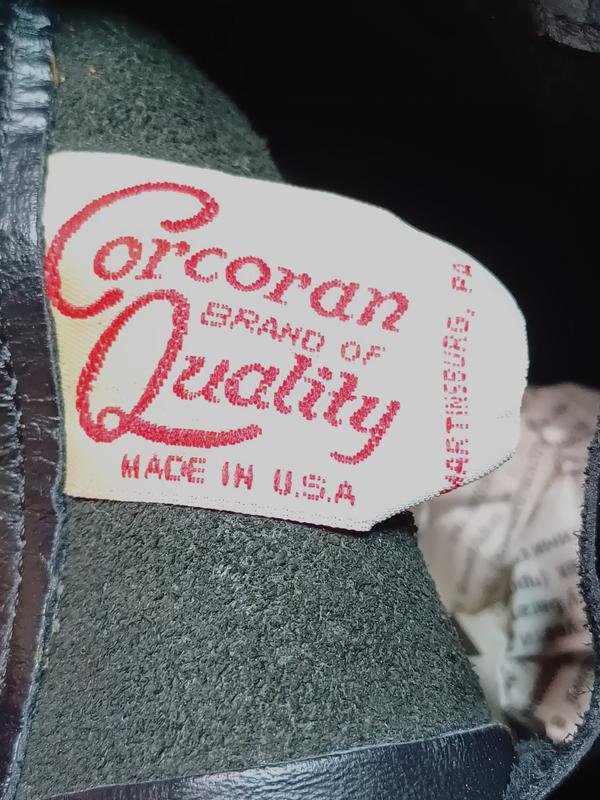 Corcoran
BRAND OF
Quality
MADE IN U.S.A
MARTINSBURG, PA